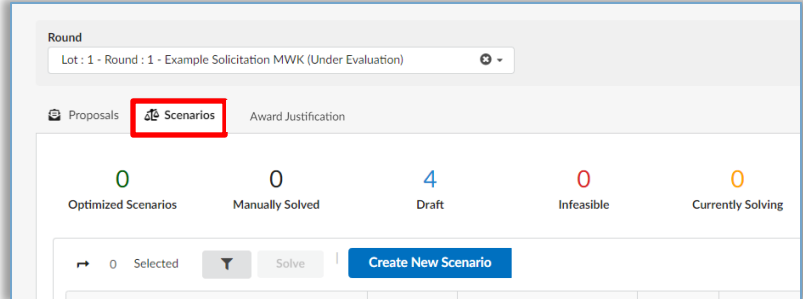 Round
Lot : 1 - Round : 1 - Example Solicitation MWK (Under Evaluation)
Proposals Scenarios Award Justification
0 0 4 0 0
Optimized Scenarios Manually Solved Draft Infeasible Currently Solving
0 Selected Solve Create New Scenario